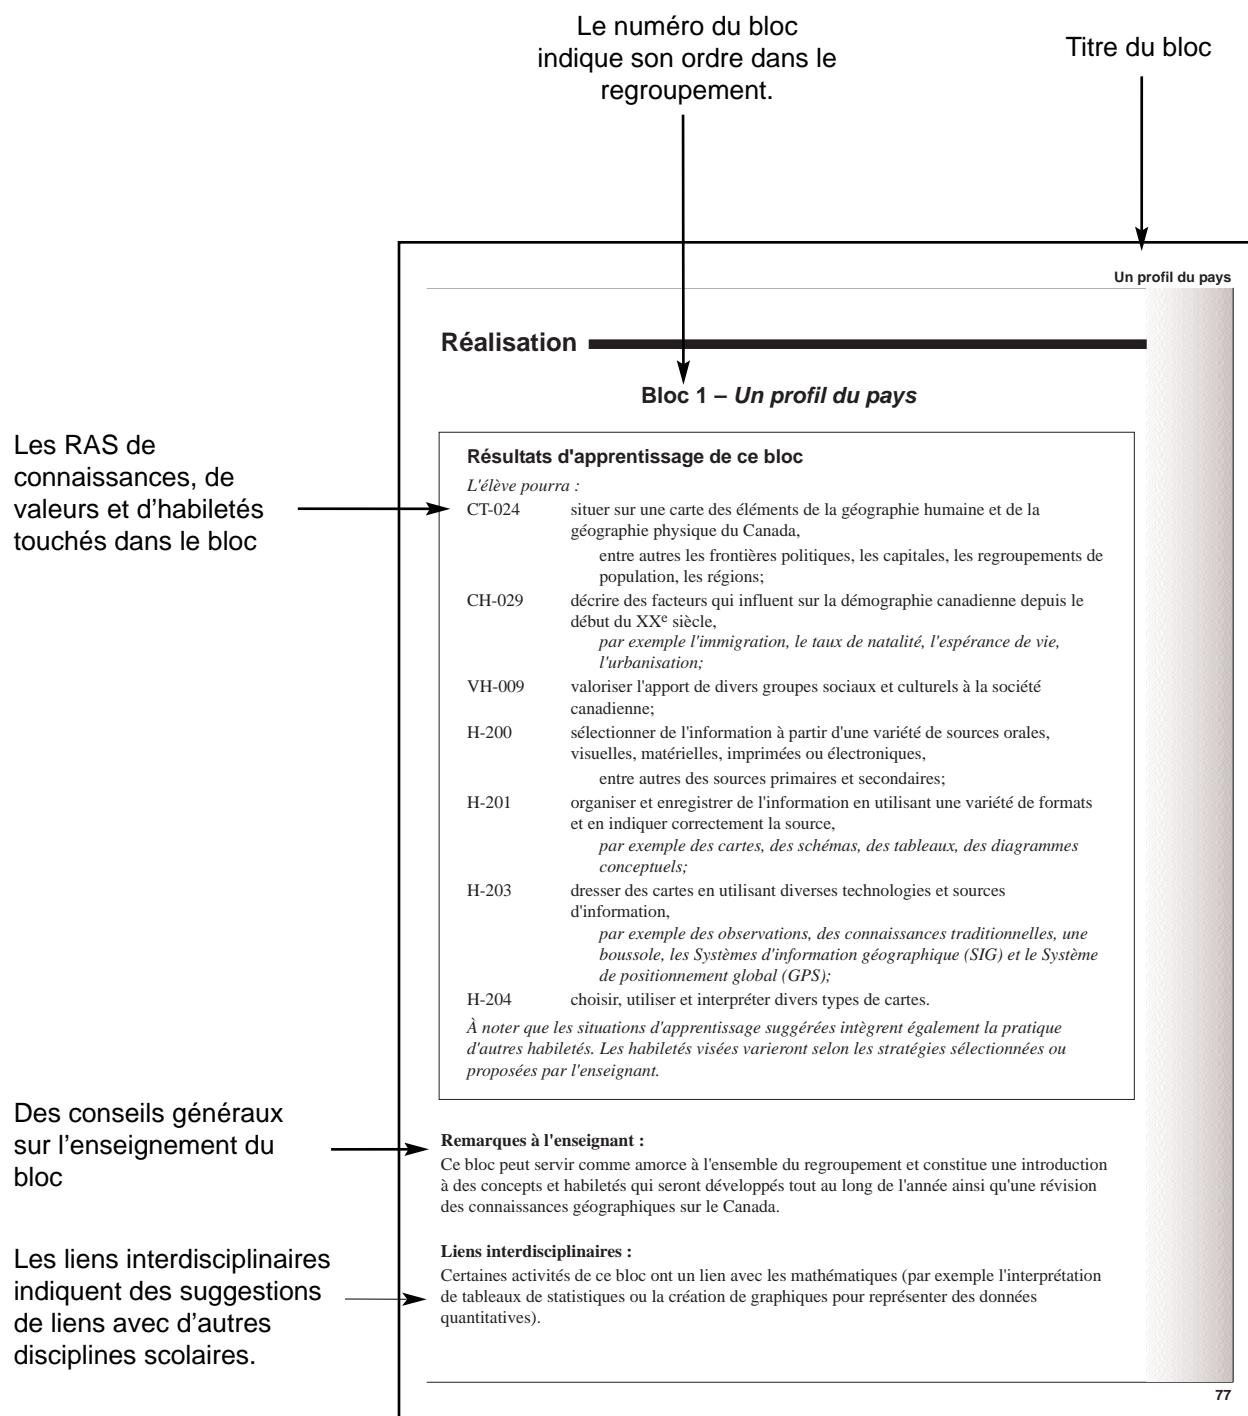 Le numéro du bloc
indique son ordre dans le
regroupement.
Titre du bloc
Un profil du pays
Réalisation
Bloc 1 – Un profil du pays
Les RAS de
connaissances, de
valeurs et d’habiletés
touchés dans le bloc
Résultats d'apprentissage de ce bloc
L'élève pourra :
CT-024 situer sur une carte des éléments de la géographie humaine et de la
géographie physique du Canada,
entre autres les frontières politiques, les capitales, les regroupements de
population, les régions;
CH-029 décrire des facteurs qui influent sur la démographie canadienne depuis le
début du XXe siècle,
par exemple l'immigration, le taux de natalité, l'espérance de vie,
l'urbanisation;
VH-009 valoriser l'apport de divers groupes sociaux et culturels à la société
canadienne;
H-200 sélectionner de l'information à partir d'une variété de sources orales,
visuelles, matérielles, imprimées ou électroniques,
entre autres des sources primaires et secondaires;
H-201 organiser et enregistrer de l'information en utilisant une variété de formats
et en indiquer correctement la source,
par exemple des cartes, des schémas, des tableaux, des diagrammes
conceptuels;
H-203 dresser des cartes en utilisant diverses technologies et sources
d'information,
par exemple des observations, des connaissances traditionnelles, une
boussole, les Systèmes d'information géographique (SIG) et le Système
de positionnement global (GPS);
H-204 choisir, utiliser et interpréter divers types de cartes.
À noter que les situations d'apprentissage suggérées intègrent également la pratique
d'autres habiletés. Les habiletés visées varieront selon les stratégies sélectionnées ou
proposées par l'enseignant.
Des conseils généraux
sur l’enseignement du
bloc
Remarques à l'enseignant :
Ce bloc peut servir comme amorce à l'ensemble du regroupement et constitue une introduction
à des concepts et habiletés qui seront développés tout au long de l'année ainsi qu'une révision
des connaissances géographiques sur le Canada.
Les liens interdisciplinaires
indiquent des suggestions
de liens avec d’autres
disciplines scolaires.
Liens interdisciplinaires :
Certaines activités de ce bloc ont un lien avec les mathématiques (par exemple l'interprétation
de tableaux de statistiques ou la création de graphiques pour représenter des données
quantitatives).
77